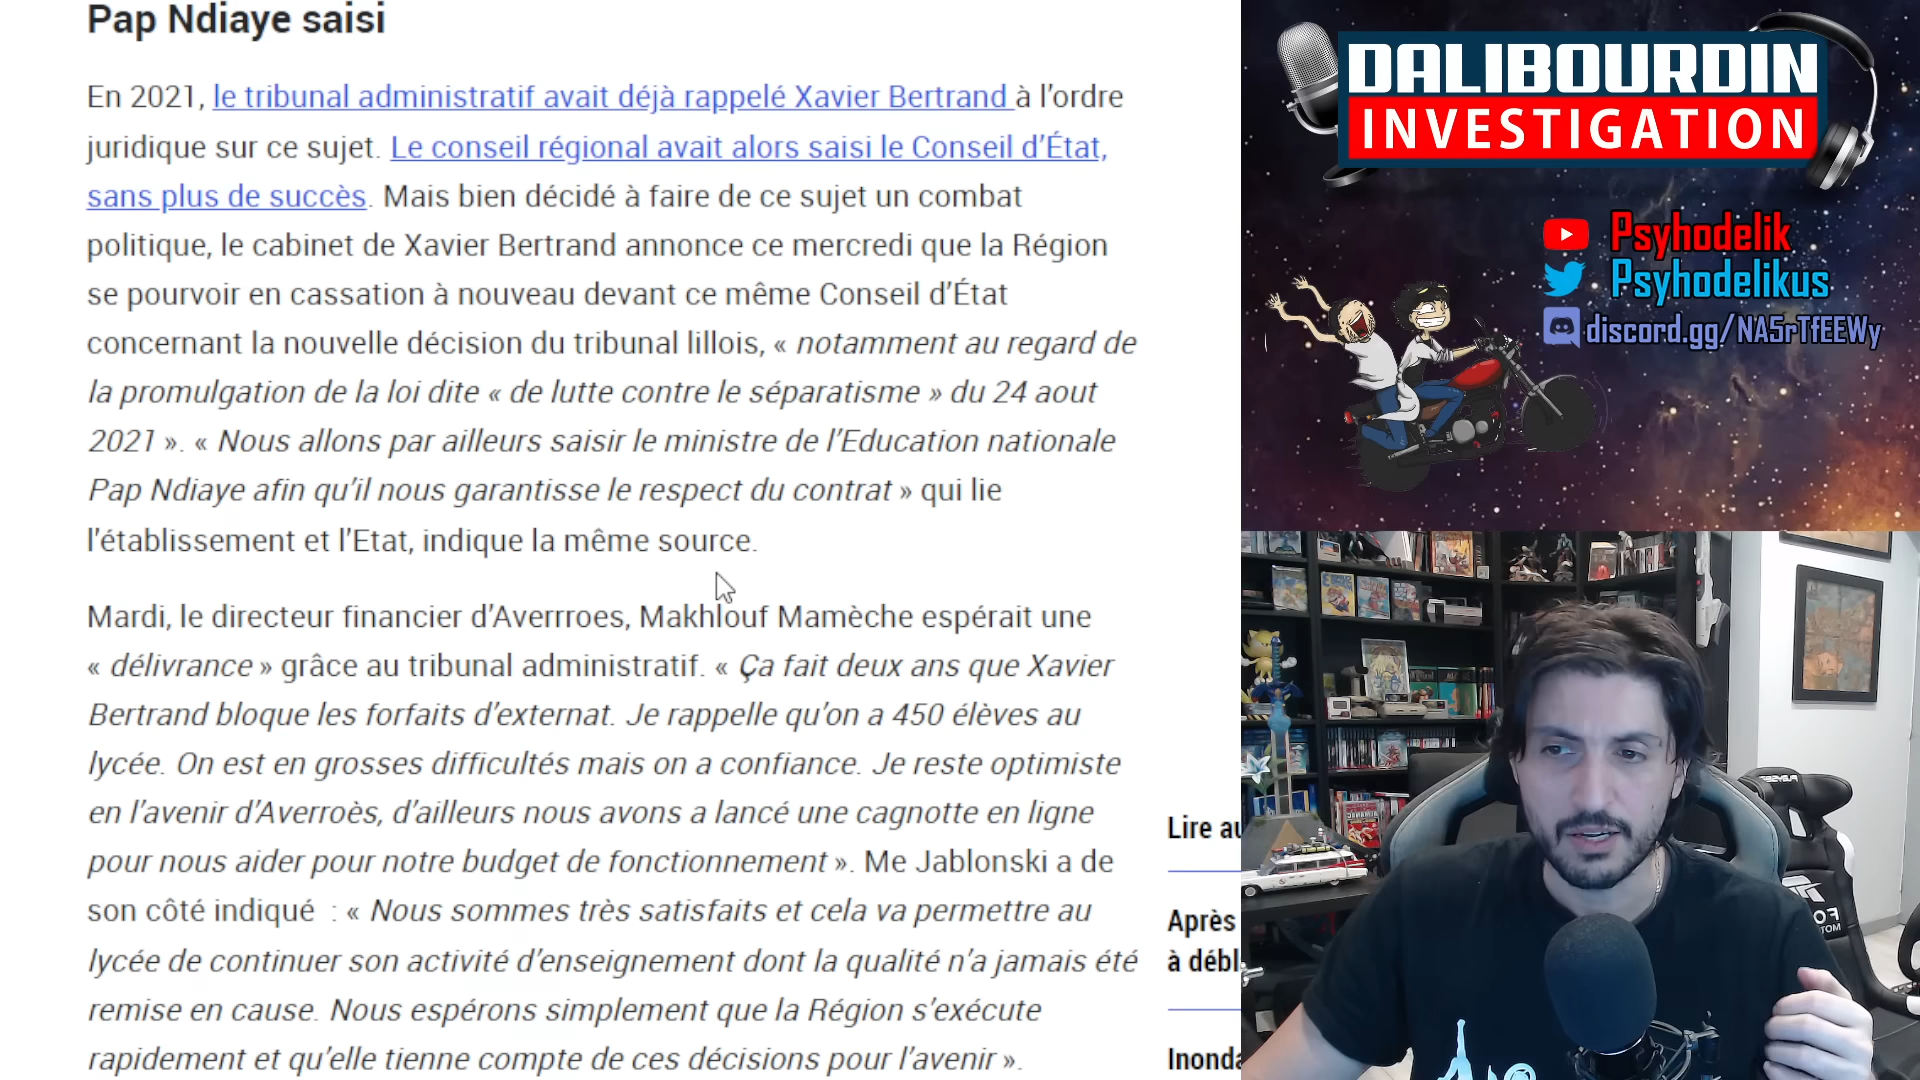 Pap Ndiaye saisi
En 2021, le tribunal administratif avait déjà rappelé Xavier Bertrand à l'ordre
juridique sur ce sujet. Le conseil régional avait alors saisi le Conseil d'État,
sans plus de succès. Mais bien décidé à faire de ce sujet un combat
politique, le cabinet de Xavier Bertrand annonce ce mercredi que la Région
se pourvoir en cassation à nouveau devant ce même Conseil d'État
concernant la nouvelle décision du tribunal lillois, « notamment au regard de
la promulgation de la loi dite « de lutte contre le séparatisme » du 24 aout
2021 ». « Nous allons par ailleurs saisir le ministre de l'Education nationale
Pap Ndiaye afin qu'il nous garantisse le respect du contrat » qui lie
l'établissement et l'Etat, indique la même source.
Mardi, le directeur financier d'Averrroes, Makhlouf Mamèche espérait une
« délivrance » grâce au tribunal administratif. « Ça fait deux ans que Xavier
Bertrand bloque les forfaits d'externat. Je rappelle qu'on a 450 élèves au
lycée. On est en grosses difficultés mais on a confiance. Je reste optimiste
en l'avenir d'Averroès, d'ailleurs nous avons a lancé une cagnotte en ligne
pour nous aider pour notre budget de fonctionnement ». Me Jablonski a de
son côté indiqué : « Nous sommes très satisfaits et cela va permettre au
lycée de continuer son activité d'enseignement dont la qualité n'a jamais été
remise en cause. Nous espérons simplement que la Région s'exécute
rapidement et qu'elle tienne compte de ces décisions pour l'avenir ».
Lire au
Après
à débl
Inonda
DALIBOURDIN
INVESTIGATION
Psyhodelik
Psyhodelikus
discord.gg/NA5rTfEEWy